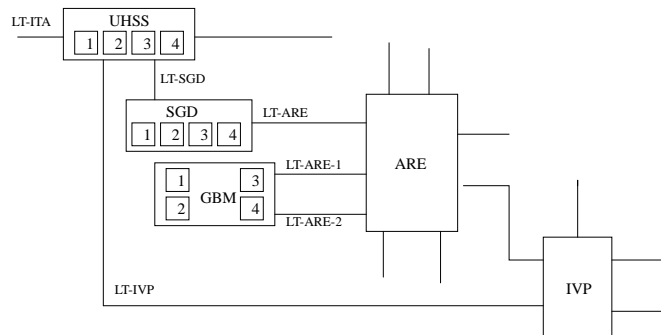 UHSS
LT-ITA
1 2 3 4
LT-SGD
SGD
LT-ARE
1 2 3 4
LT-ARE-1
1 3
GBM
ARE
2 4
LT-ARE-2
LT-IVP
IVP